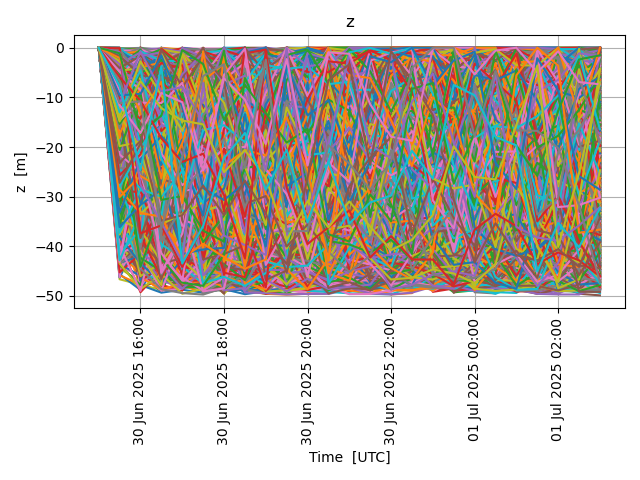 z
0
−10
−20
−30
−40
−50
z [m]
30 Jun 2025 16:00
30 Jun 2025 18:00
30 Jun 2025 20:00
30 Jun 2025 22:00
01 Jul 2025 00:00
01 Jul 2025 02:00
Time [UTC]